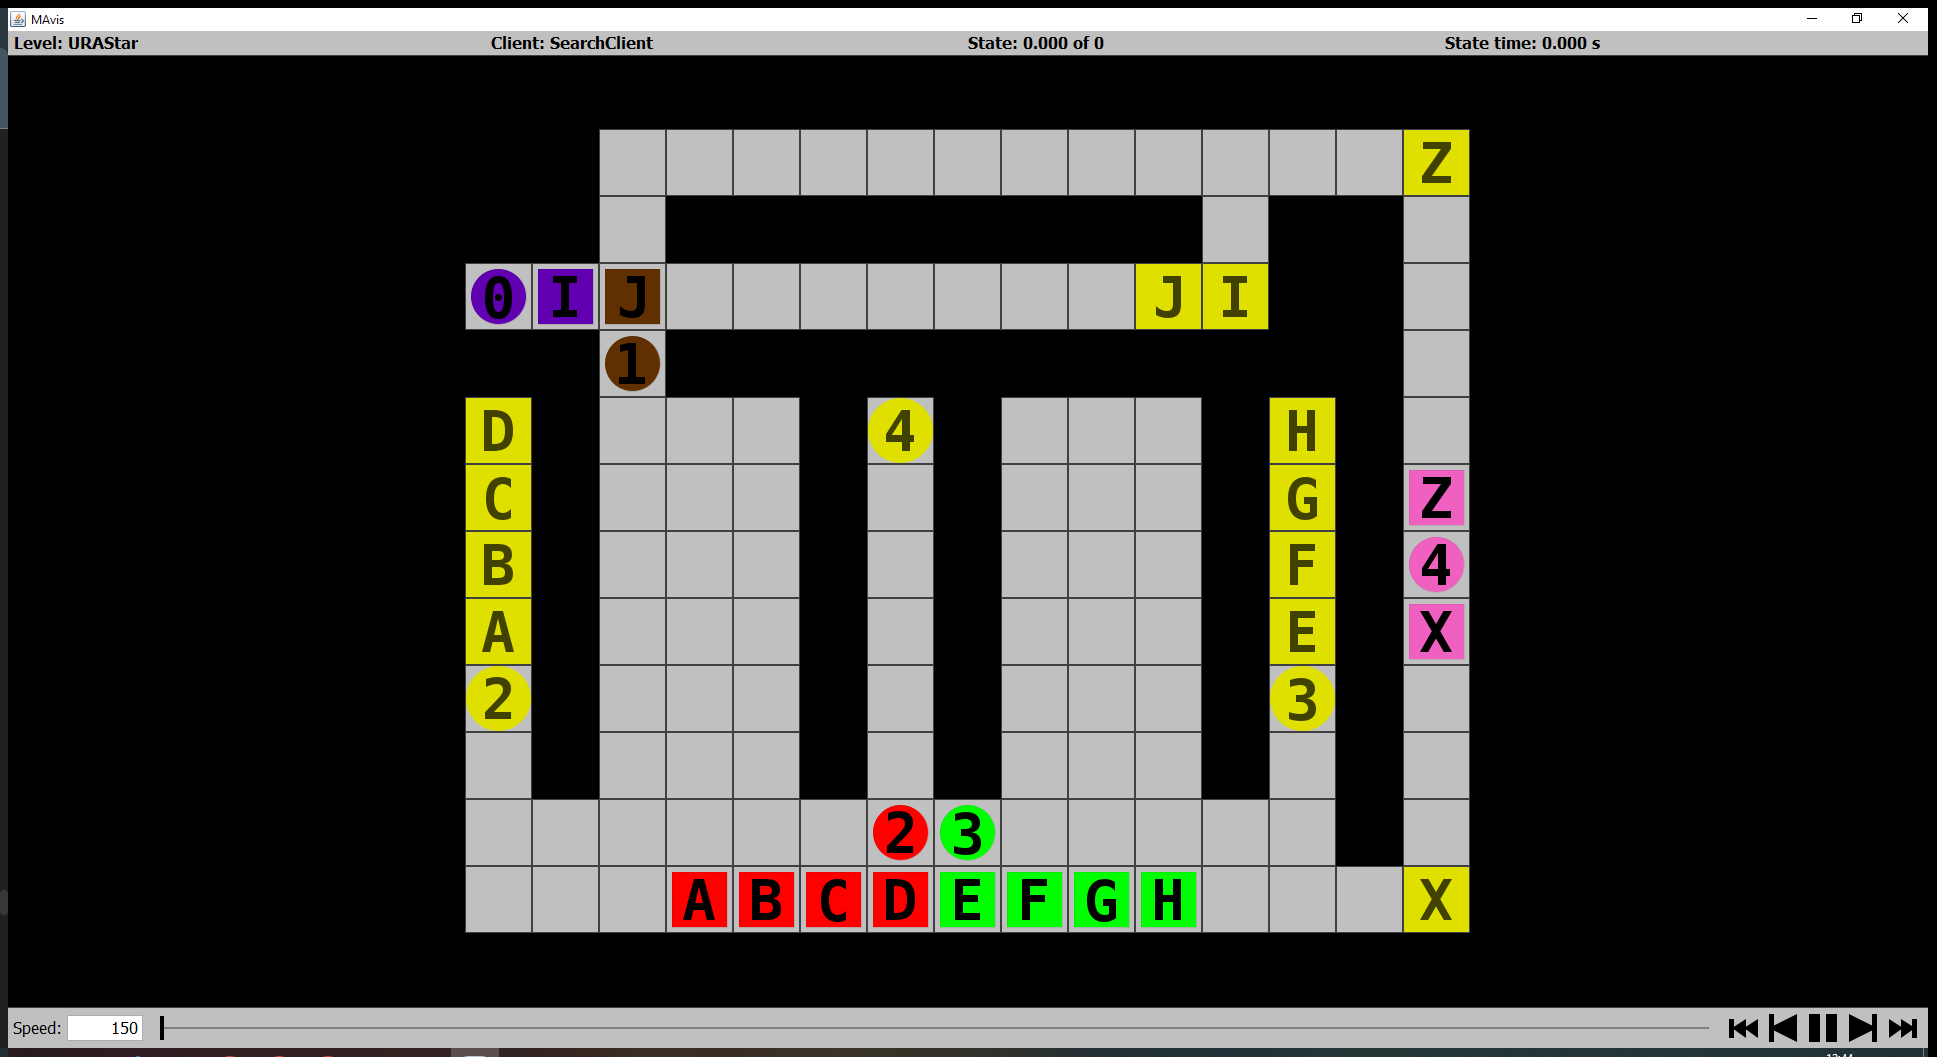 MAvis
Level: URAStar Client: SearchClient State: 0.000 of 0 State time: 0.000 s
Z
0 I J J I
1
D 4 H
C G Z
B F 4
A E X
2 3
2 3
A B C D E F G H X
Speed: 150